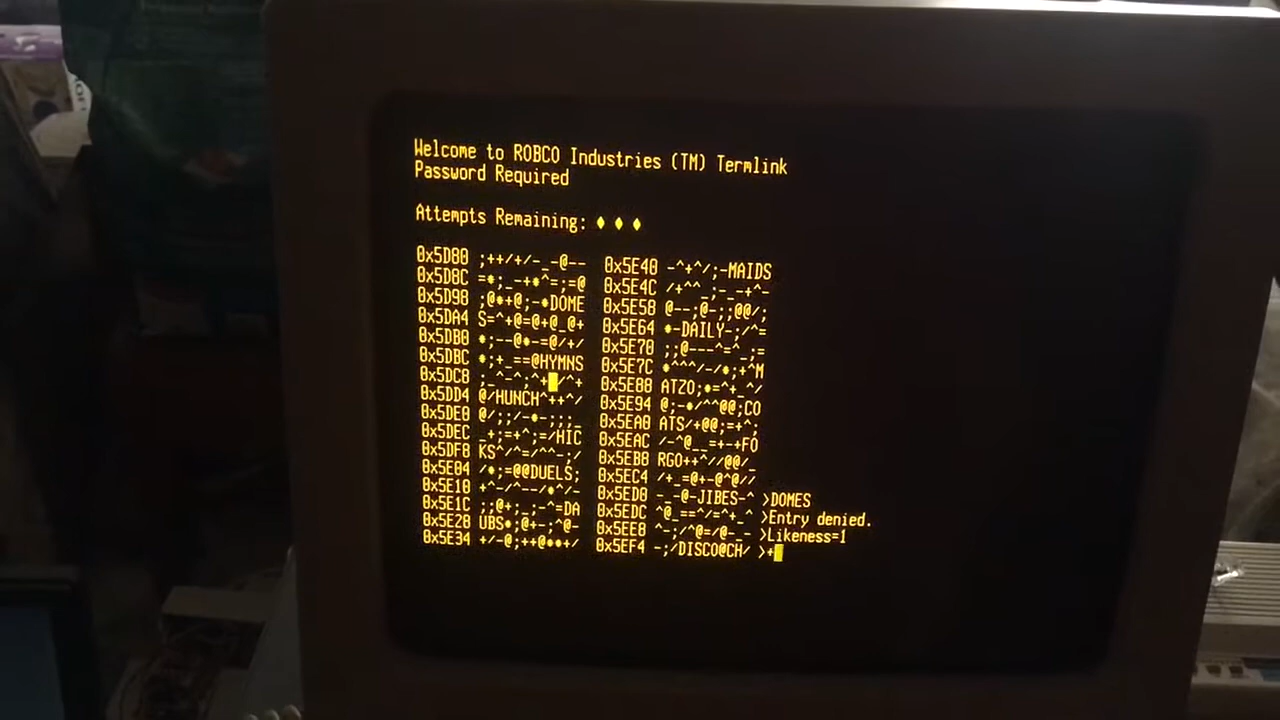 Welcome to ROBCO Industries (TM) Termlink
Password Required
Attempts Remaining: ♦ ♦ ♦
0x5D80 ;++/+/-_-@-- 0x5E40 -^+^/;-MAIDS
0x5D8C =*;_-+*^=;=@ 0x5E4C /+^^_;-_-+^-
0x5D98 ;@*+@;-*DOME 0x5E58 @--;@-;;@@/;
0x5DA4 S=^+@=@+@_@+ 0x5E64 *-DAILY-;/^=
0x5DB0 *;--@*-=@/+/ 0x5E70 ;;@---^=^_;=
0x5DBC *;+_==@HYMNS 0x5E7C *^^^/-/*;+^M
0x5DC8 ;_^-^;^+█/^+ 0x5E88 ATZO;*=^+_^/
0x5DD4 @/HUNCH^++^/ 0x5E94 @;-*/^^@@;CO
0x5DE0 @/;;/-*-;;;_ 0x5EA0 ATS/+@@;=+^;
0x5DEC _+;=+^;=/HIC 0x5EAC /-^@__=+-+FO
0x5DF8 KS^/^=/^^-;/ 0x5EB8 RGO++^//@@/_
0x5E04 /*;=@@DUELS; 0x5EC4 /+_=@+-@^@//
0x5E10 +^-/^--/*^/- 0x5ED0 -_-@-JIBES-^ >DOMES
0x5E1C ;;@+;_;-^=DA 0x5EDC ^@_==^/=^+_^ >Entry denied.
0x5E28 UBS*;@+-;^@- 0x5EE8 ^-;/^@=/@-_- >Likeness=1
0x5E34 +/-@;++@**+/ 0x5EF4 -;/DISCO@CH/ >+█